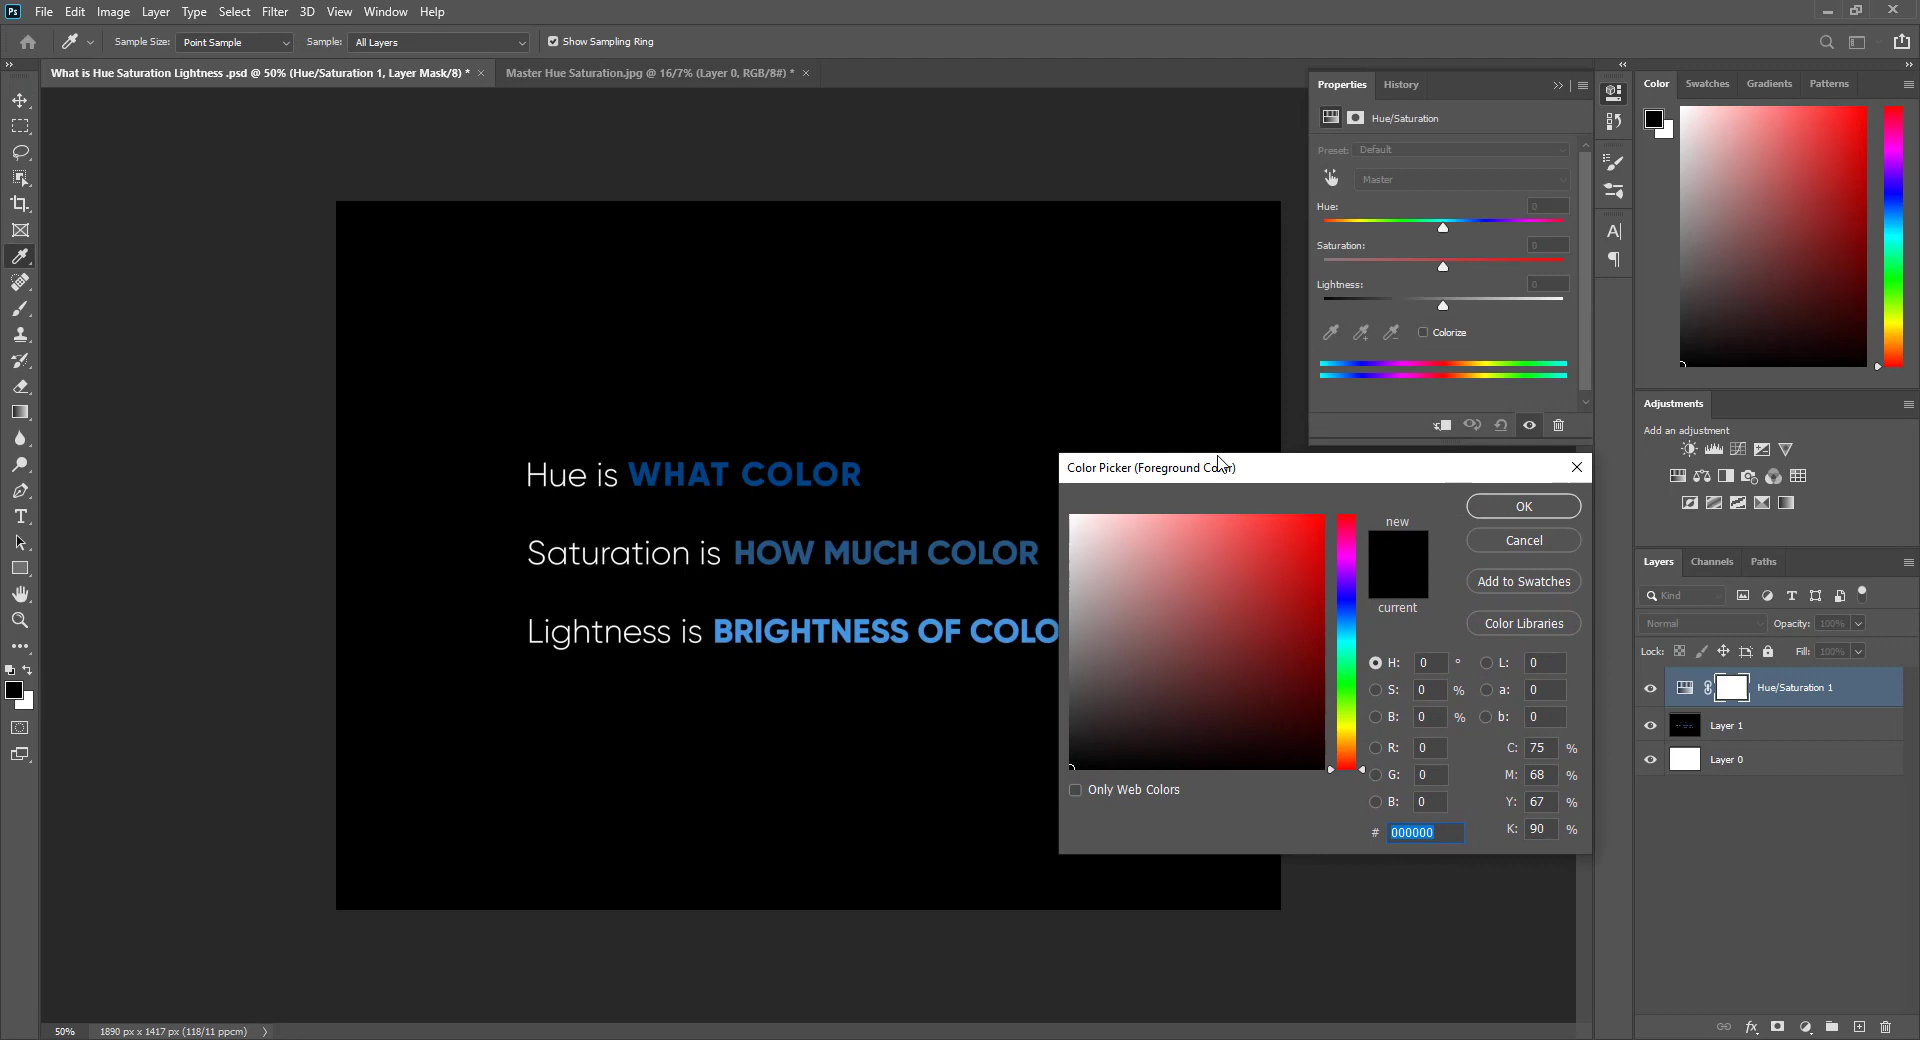 Ps File Edit Image Layer Type Select Filter 3D View Window Help
Sample Size: Point Sample Sample: All Layers Show Sampling Ring
What is Hue Saturation Lightness .psd @ 50% (Hue/Saturation 1, Layer Mask/8) * Master Hue Saturation.jpg @ 16/7% (Layer 0, RGB/8#) *
Properties History
Hue/Saturation
Preset: Default
Master
Hue: 0
Saturation: 0
Lightness: 0
Colorize
Color Swatches Gradients Patterns
Adjustments
Add an adjustment
Hue is WHAT COLOR
Saturation is HOW MUCH COLOR
Lightness is BRIGHTNESS OF COLO
Color Picker (Foreground Color)
OK
new
Cancel
Add to Swatches
current
Color Libraries
H: 0 ° L: 0
S: 0 % a: 0
B: 0 % b: 0
R: 0 C: 75 %
G: 0 M: 68 %
B: 0 Y: 67 %
# 000000 K: 90 %
Only Web Colors
Layers Channels Paths
Kind T
Normal Opacity: 100%
Lock: Fill: 100%
Hue/Saturation 1
Layer 1
Layer 0
fx
50% 1890 px x 1417 px (118/11 ppcm)